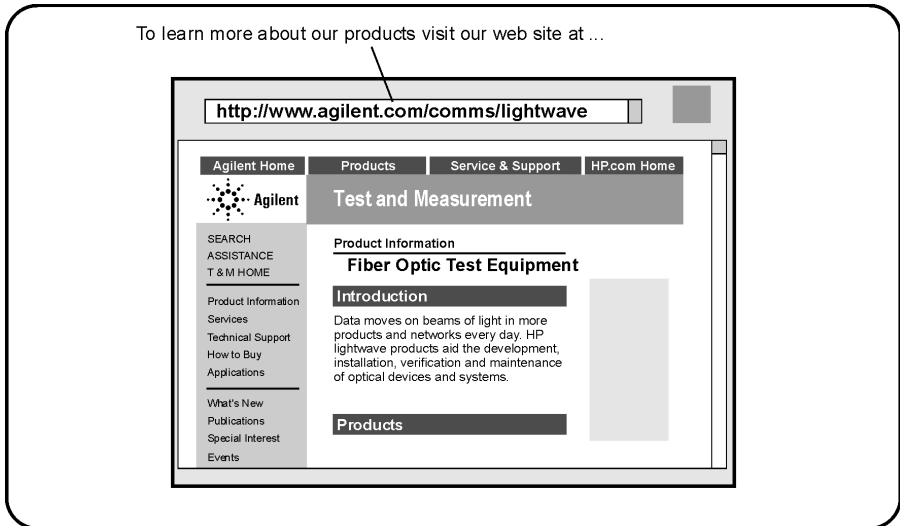 To learn more about our products visit our web site at ...
http://www.agilent.com/comms/lightwave
Agilent Home Products Service & Support HP.com Home
Agilent
Test and Measurement
SEARCH
ASSISTANCE
T & M HOME
Product Information
Services
Technical Support
How to Buy
Applications
What's New
Publications
Special Interest
Events
Product Information
Fiber Optic Test Equipment
Introduction
Data moves on beams of light in more
products and networks every day. HP
lightwave products aid the development,
installation, verification and maintenance
of optical devices and systems.
Products